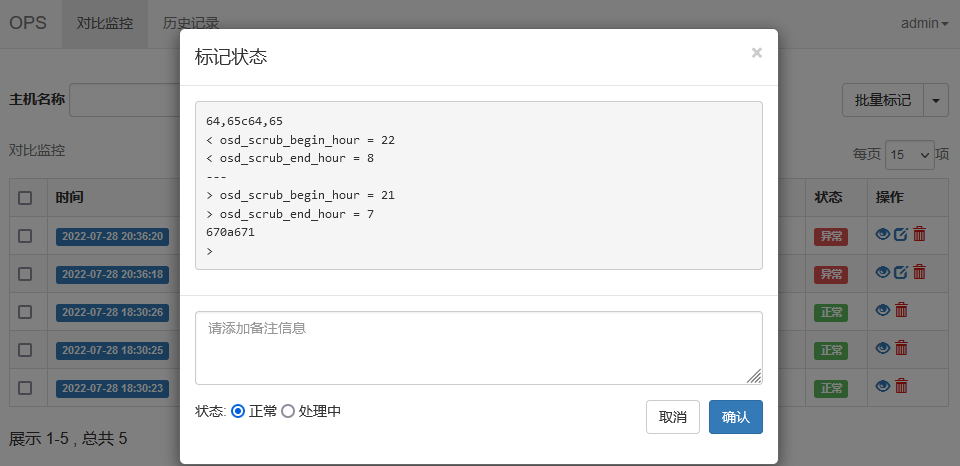 OPS 对比监控 历史记录 admin
标记状态 ×
主机名称 批量标记
64,65c64,65
< osd_scrub_begin_hour = 22
< osd_scrub_end_hour = 8
---
> osd_scrub_begin_hour = 21
> osd_scrub_end_hour = 7
670a671
>
对比监控 每页 15 项
时间 状态 操作
2022-07-28 20:36:20 异常
2022-07-28 20:36:18 异常
2022-07-28 18:30:26 正常
2022-07-28 18:30:25 正常
2022-07-28 18:30:23 正常
请添加备注信息
状态: 正常 处理中 取消 确认
展示 1-5 , 总共 5